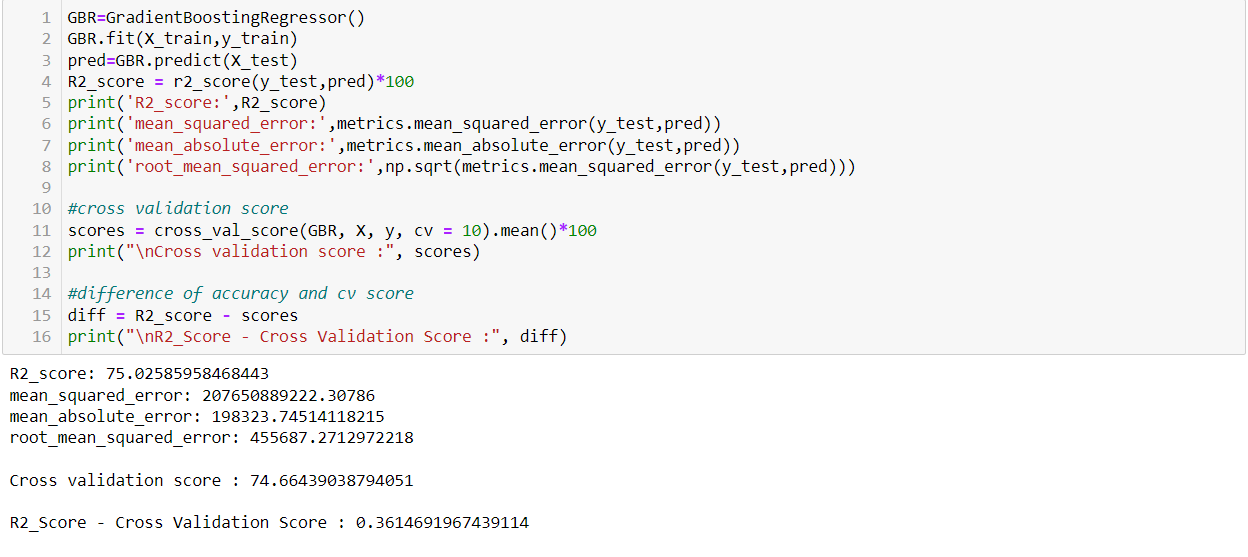 1 GBR=GradientBoostingRegressor()
2 GBR.fit(X_train,y_train)
3 pred=GBR.predict(X_test)
4 R2_score = r2_score(y_test,pred)*100
5 print('R2_score:',R2_score)
6 print('mean_squared_error:',metrics.mean_squared_error(y_test,pred))
7 print('mean_absolute_error:',metrics.mean_absolute_error(y_test,pred))
8 print('root_mean_squared_error:',np.sqrt(metrics.mean_squared_error(y_test,pred)))
9
10 #cross validation score
11 scores = cross_val_score(GBR, X, y, cv = 10).mean()*100
12 print("\nCross validation score :", scores)
13
14 #difference of accuracy and cv score
15 diff = R2_score - scores
16 print("\nR2_Score - Cross Validation Score :", diff)
R2_score: 75.02585958468443
mean_squared_error: 207650889222.30786
mean_absolute_error: 198323.74514118215
root_mean_squared_error: 455687.2712972218
Cross validation score : 74.66439038794051
R2_Score - Cross Validation Score : 0.3614691967439114